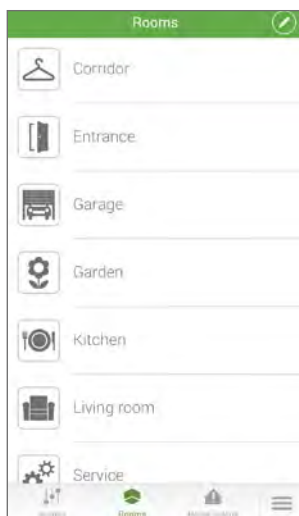 Rooms
Corridor
Entrance
Garage
Garden
Kitchen
Living room
Service
Rooms